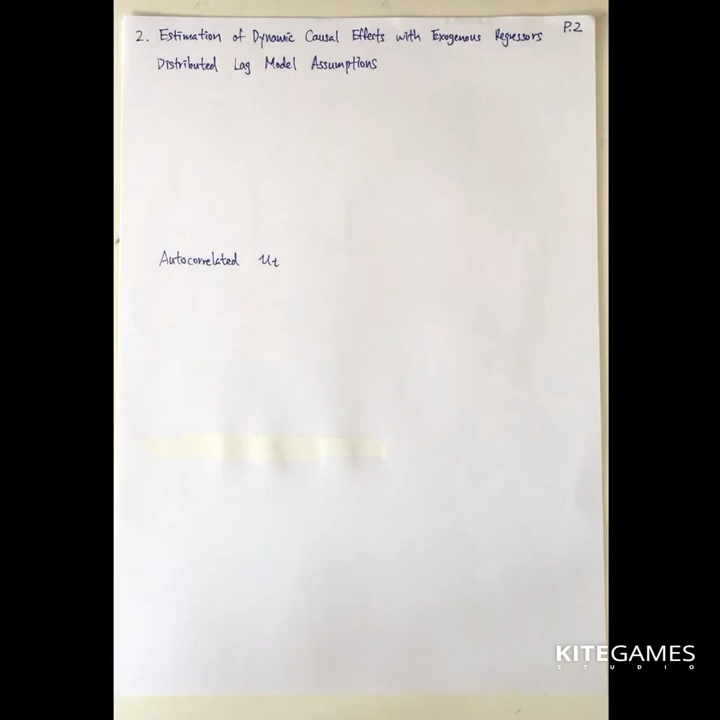 2. Estimation of Dynamic Causal Effects with Exogenous Regressors
P.2
Distributed Lag Model Assumptions
Autocorrelated ut
KITEGAMES
STUDIO